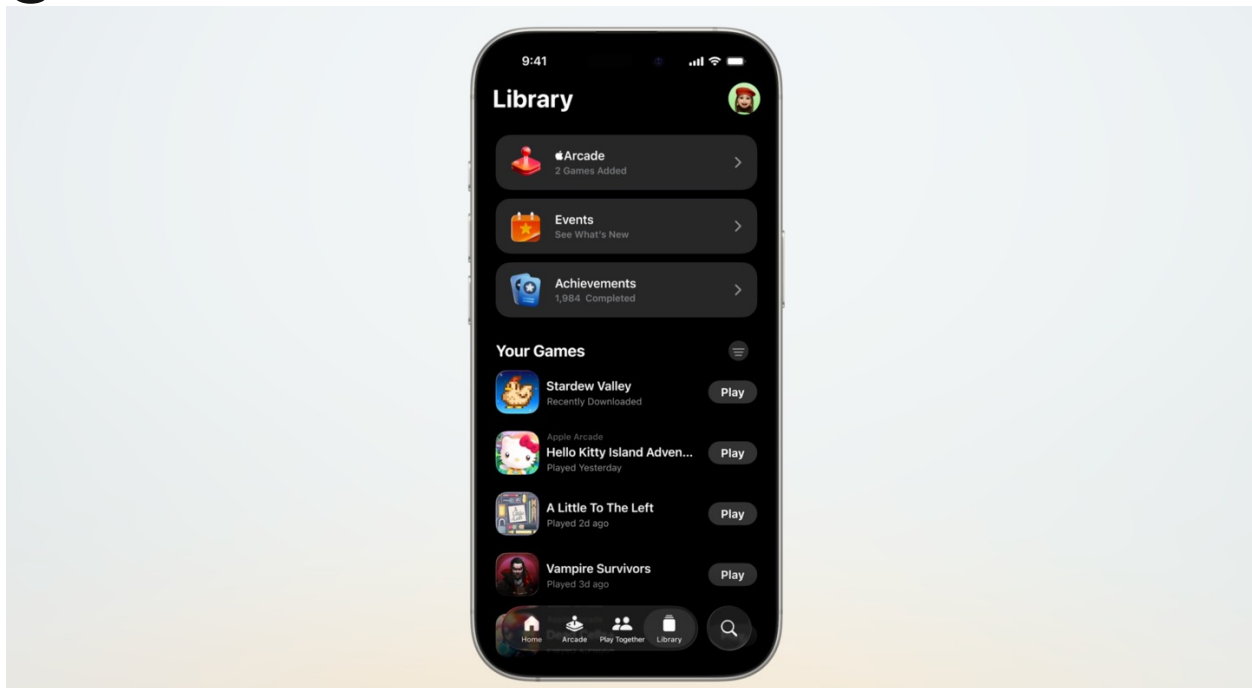 9:41
Library
Arcade
2 Games Added
Events
See What's New
Achievements
1,984 Completed
Your Games
Stardew Valley
Recently Downloaded
Play
Apple Arcade
Hello Kitty Island Adven...
Played Yesterday
Play
A Little To The Left
Played 2d ago
Play
Vampire Survivors
Played 3d ago
Play
Home
Arcade
Play Together
Library